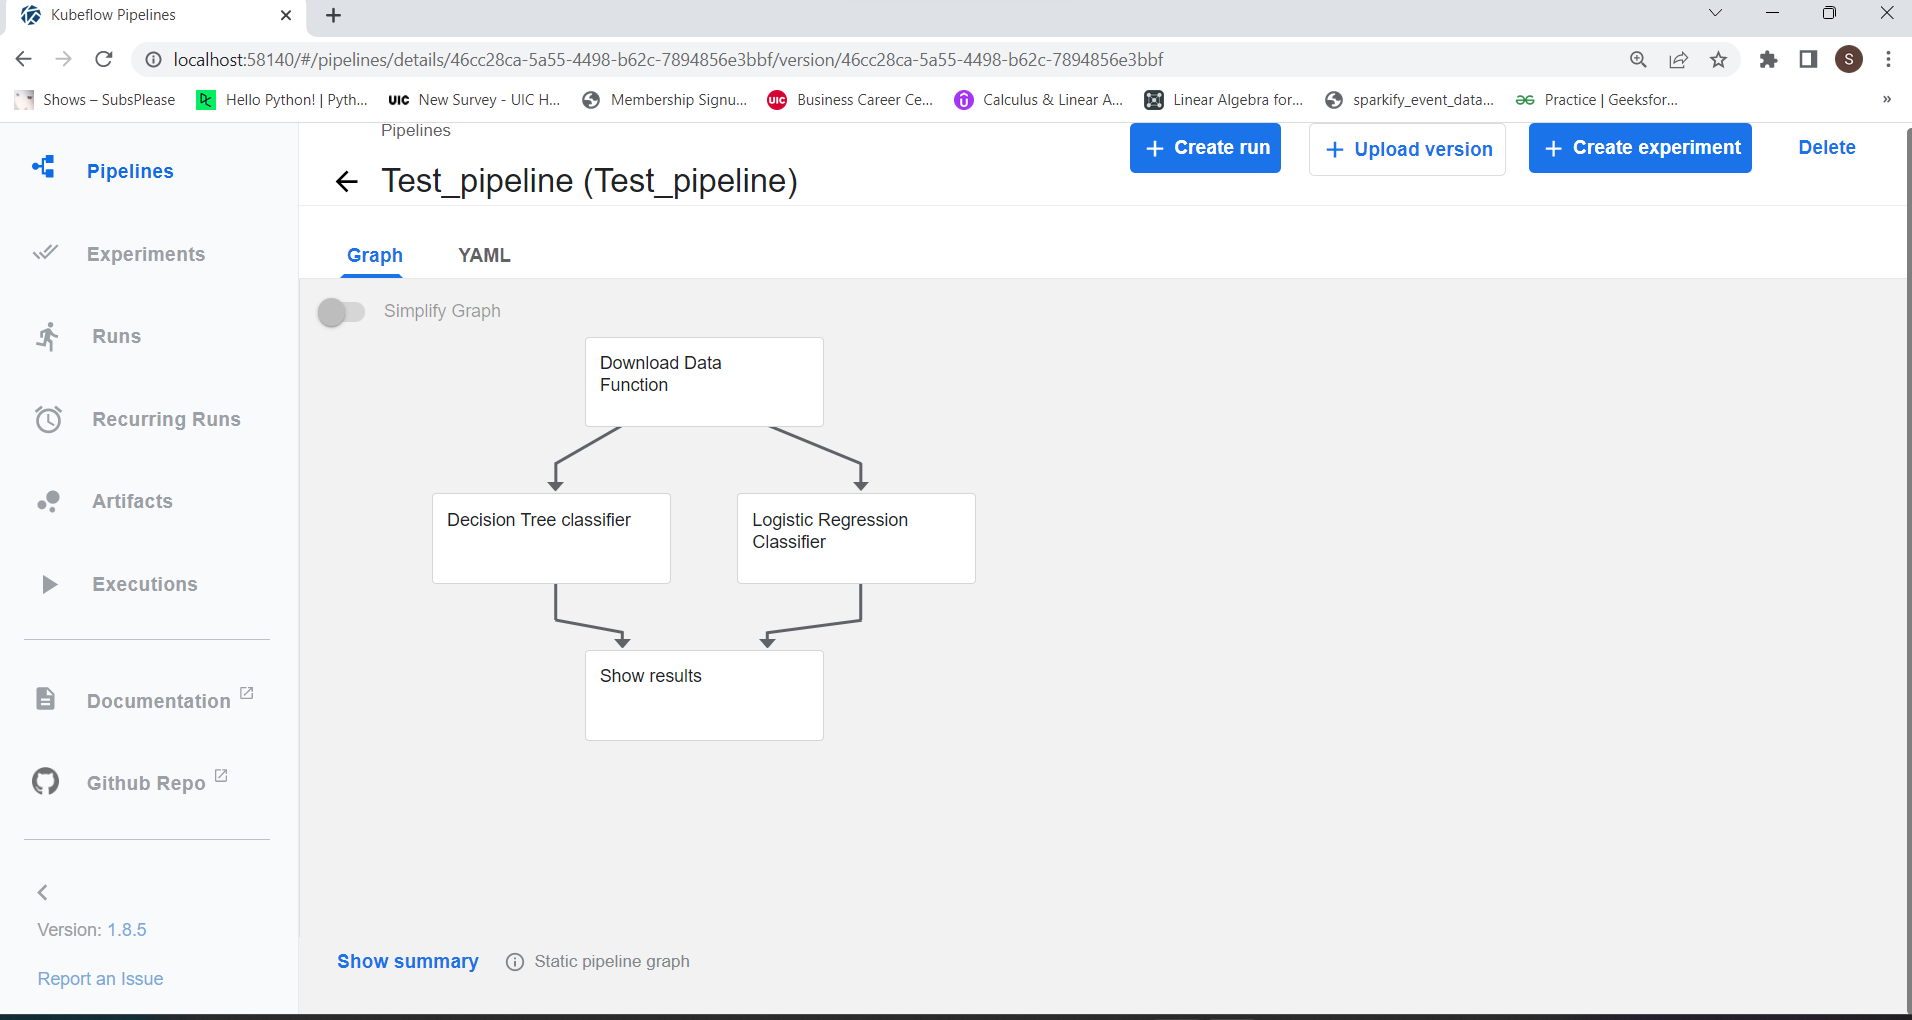 Kubeflow Pipelines
localhost:58140/#/pipelines/details/46cc28ca-5a55-4498-b62c-7894856e3bbf/version/46cc28ca-5a55-4498-b62c-7894856e3bbf
S
Shows – SubsPlease
Hello Python! | Pyth...
UIC New Survey - UIC H...
Membership Signu...
UIC Business Career Ce...
Calculus & Linear A...
Linear Algebra for...
sparkify_event_data...
Practice | Geeksfor...
»
Pipelines
Test_pipeline (Test_pipeline)
+ Create run
+ Upload version
+ Create experiment
Delete
Pipelines
Experiments
Runs
Recurring Runs
Artifacts
Executions
Documentation
Github Repo
Version: 1.8.5
Report an Issue
Graph
YAML
Simplify Graph
Download Data
Function
Decision Tree classifier
Logistic Regression
Classifier
Show results
Show summary
Static pipeline graph